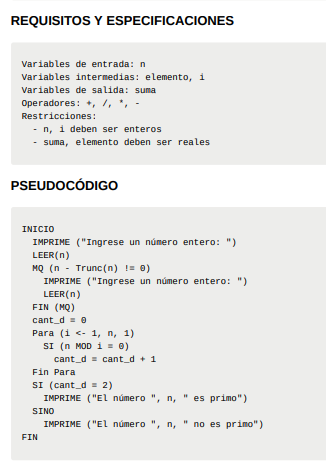 REQUISITOS Y ESPECIFICACIONES
Variables de entrada: n
Variables intermedias: elemento, i
Variables de salida: suma
Operadores: +, /, *, -
Restricciones:
- n, i deben ser enteros
- suma, elemento deben ser reales
PSEUDOCÓDIGO
INICIO
IMPRIME ("Ingrese un número entero: ")
LEER(n)
MQ (n - Trunc(n) != 0)
IMPRIME ("Ingrese un número entero: ")
LEER(n)
FIN (MQ)
cant_d = 0
Para (i <- 1, n, 1)
SI (n MOD i = 0)
cant_d = cant_d + 1
Fin Para
SI (cant_d = 2)
IMPRIME ("El número ", n, " es primo")
SINO
IMPRIME ("El número ", n, " no es primo")
FIN